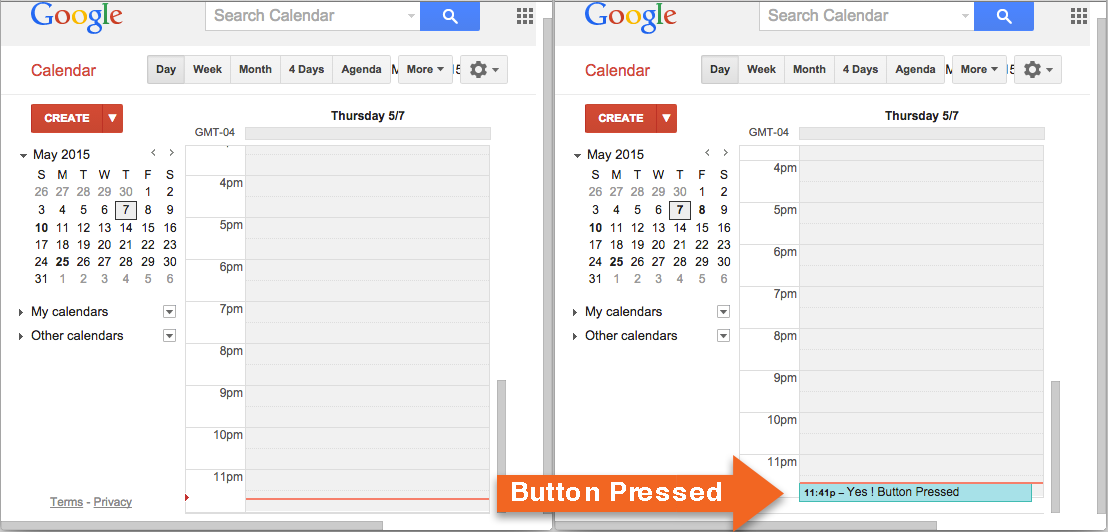 Google
Search Calendar
Calendar
Day Week Month 4 Days Agenda More
CREATE
Thursday 5/7
GMT-04
May 2015
S M T W T F S
26 27 28 29 30 1 2
3 4 5 6 7 8 9
10 11 12 13 14 15 16
17 18 19 20 21 22 23
24 25 26 27 28 29 30
31 1 2 3 4 5 6
My calendars
Other calendars
4pm
5pm
6pm
7pm
8pm
9pm
10pm
11pm
Terms - Privacy
Button Pressed
Google
Search Calendar
Calendar
Day Week Month 4 Days Agenda More
CREATE
Thursday 5/7
May 2015
S M T W T F S
26 27 28 29 30 1 2
3 4 5 6 7 8 9
10 11 12 13 14 15 16
17 18 19 20 21 22 23
24 25 26 27 28 29 30
31 1 2 3 4 5 6
My calendars
Other calendars
GMT-04
4pm
5pm
6pm
7pm
8pm
9pm
10pm
11pm
11:41p – Yes ! Button Pressed